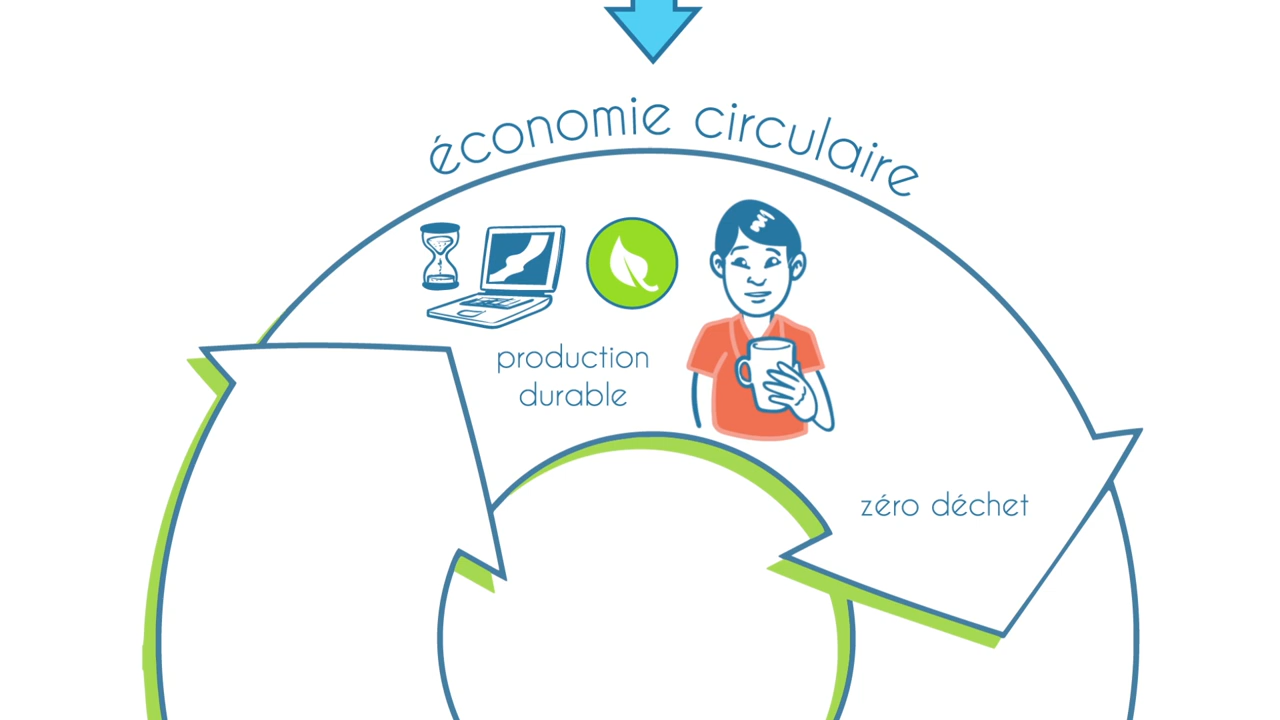 économie circulaire
production
durable
zéro déchet